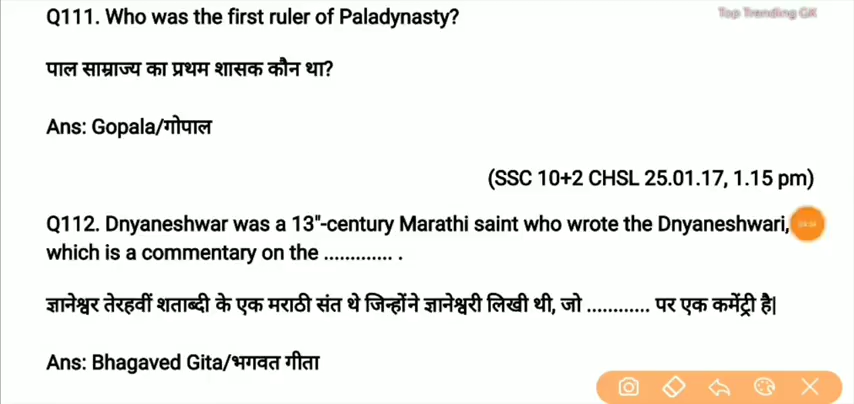 Q111. Who was the first ruler of Paladynasty?
Top Trending GK
पाल साम्राज्य का प्रथम शासक कौन था?
Ans: Gopala/गोपाल
(SSC 10+2 CHSL 25.01.17, 1.15 pm)
Q112. Dnyaneshwar was a 13"-century Marathi saint who wrote the Dnyaneshwari,
which is a commentary on the ............. .
ज्ञानेश्वर तेरहवीं शताब्दी के एक मराठी संत थे जिन्होंने ज्ञानेश्वरी लिखी थी, जो ............ पर एक कमेंट्री है|
Ans: Bhagaved Gita/भगवत गीता